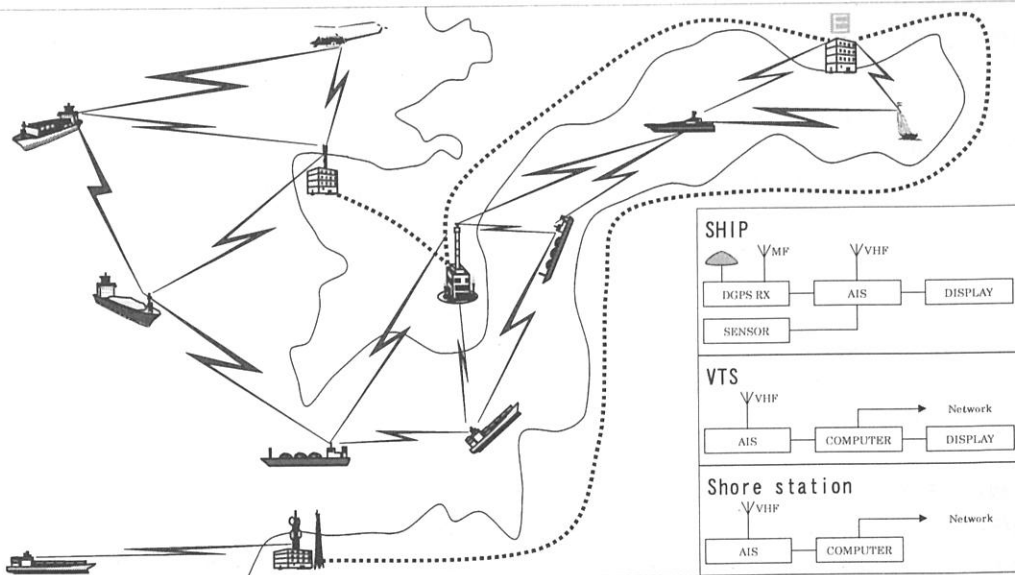 SHIP
MF
VHF
DGPS RX
AIS
DISPLAY
SENSOR
VTS
VHF
Network
AIS
COMPUTER
DISPLAY
Shore station
VHF
Network
AIS
COMPUTER